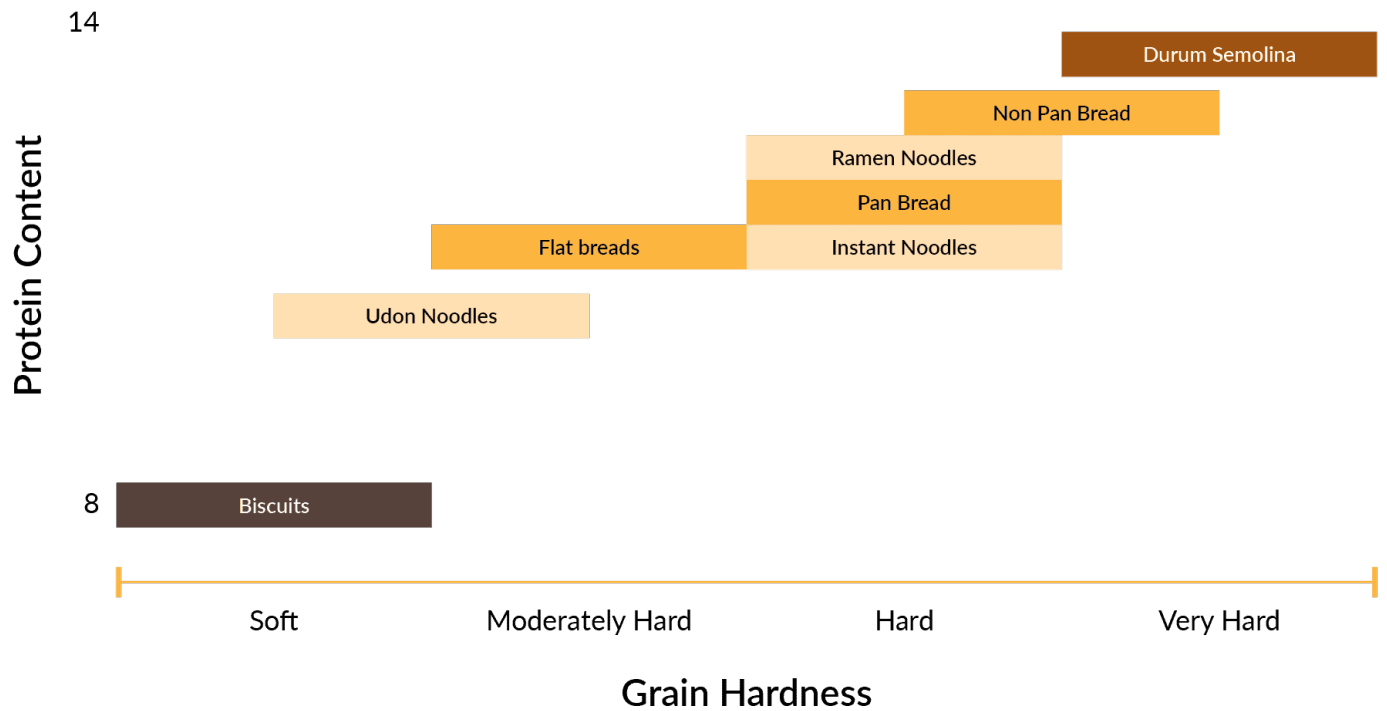 14
Durum Semolina
Non Pan Bread
Ramen Noodles
Pan Bread
Flat breads
Instant Noodles
Udon Noodles
Protein Content
8
Biscuits
Soft
Moderately Hard
Hard
Very Hard
Grain Hardness